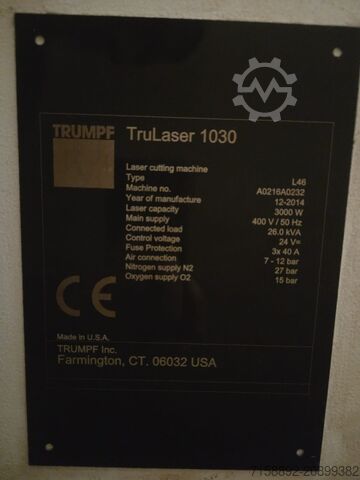 TRUMPF TruLaser 1030
Laser cutting machine
Type L46
Machine no. A0216A0232
Year of manufacture 12-2014
Laser capacity 3000 W
Main supply 400 V / 50 Hz
Connected load 26.0 kVA
Control voltage 24 V=
Fuse Protection 3x 40 A
Air connection 7 - 12 bar
Nitrogen supply N2 27 bar
Oxygen supply O2 15 bar
CE
Made in U.S.A.
TRUMPF Inc.
Farmington, CT. 06032 USA
7158892-20899382